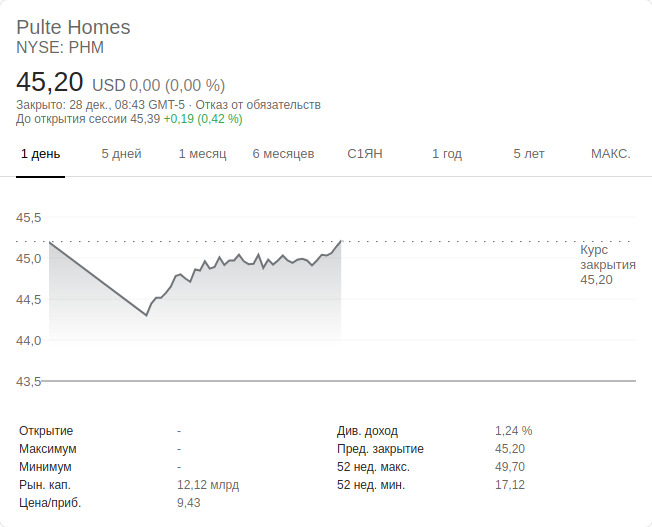 Pulte Homes
NYSE: PHM
45,20 USD 0,00 (0,00 %)
Закрыто: 28 дек., 08:43 GMT-5 · Отказ от обязательств
До открытия сессии 45,39 +0,19 (0,42 %)
1 день 5 дней 1 месяц 6 месяцев С1ЯН 1 год 5 лет МАКС.
45,5
45,0
44,5
44,0
43,5
Курс
закрытия
45,20
Открытие - Див. доход 1,24 %
Максимум - Пред. закрытие 45,20
Минимум - 52 нед. макс. 49,70
Рын. кап. 12,12 млрд 52 нед. мин. 17,12
Цена/приб. 9,43